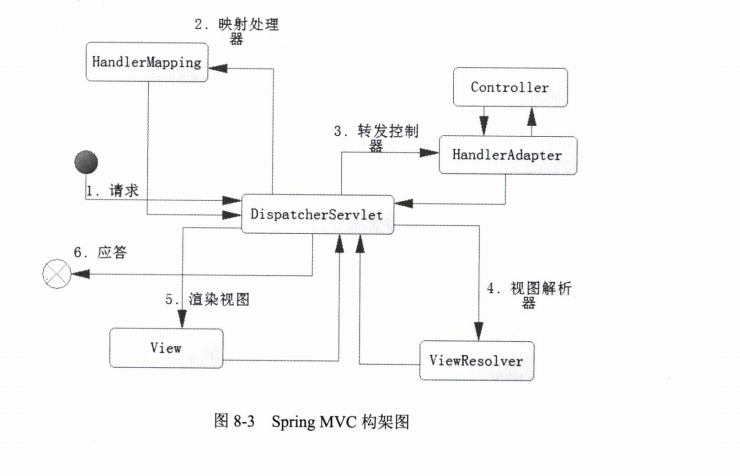 2. 映射处理
器
HandlerMapping
Controller
3. 转发控制
器
HandlerAdapter
1. 请求
DispatcherServlet
6. 应答
4. 视图解析
器
5. 渲染视图
View
ViewResolver
图 8-3 Spring MVC 构架图